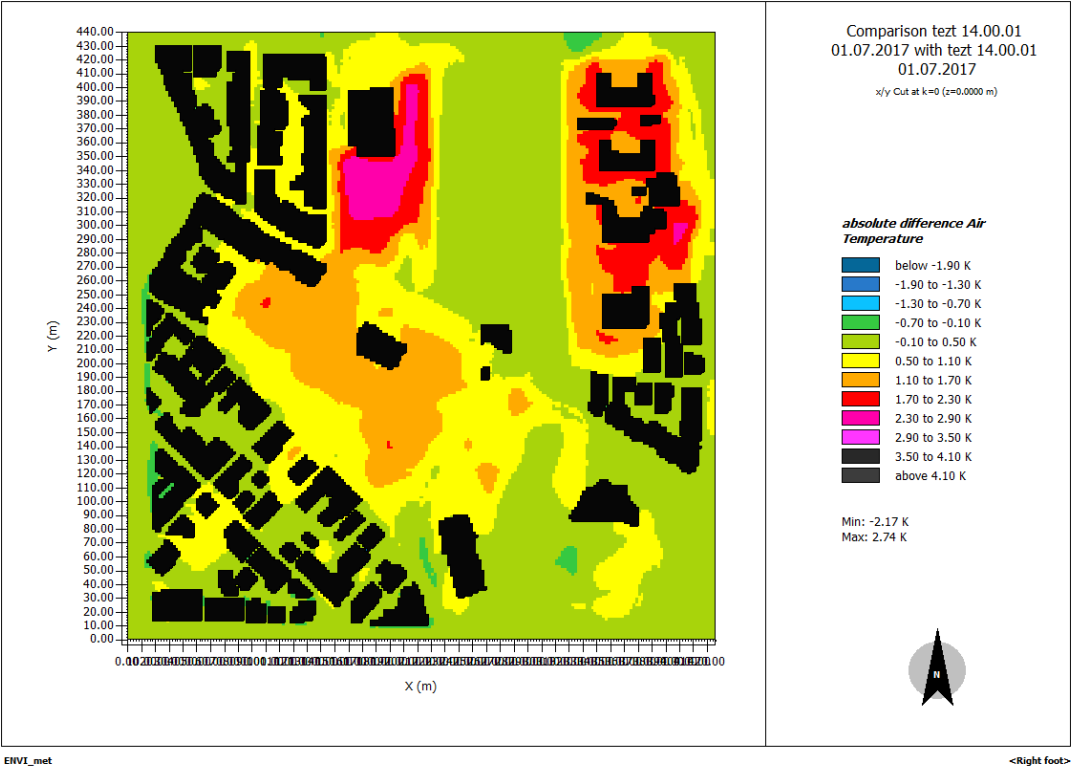 Comparison tezt 14.00.01
01.07.2017 with tezt 14.00.01
01.07.2017
x/y Cut at k=0 (z=0.0000 m)
440.00
430.00
420.00
410.00
400.00
390.00
380.00
370.00
360.00
350.00
340.00
330.00
320.00
310.00
300.00
290.00
280.00
270.00
260.00
250.00
240.00
230.00
220.00
210.00
200.00
190.00
180.00
170.00
160.00
150.00
140.00
130.00
120.00
110.00
100.00
90.00
80.00
70.00
60.00
50.00
40.00
30.00
20.00
10.00
0.00
Y (m)
X (m)
absolute difference Air
Temperature
below -1.90 K
-1.90 to -1.30 K
-1.30 to -0.70 K
-0.70 to -0.10 K
-0.10 to 0.50 K
0.50 to 1.10 K
1.10 to 1.70 K
1.70 to 2.30 K
2.30 to 2.90 K
2.90 to 3.50 K
3.50 to 4.10 K
above 4.10 K
Min: -2.17 K
Max: 2.74 K
N
ENVI_met
<Right foot>